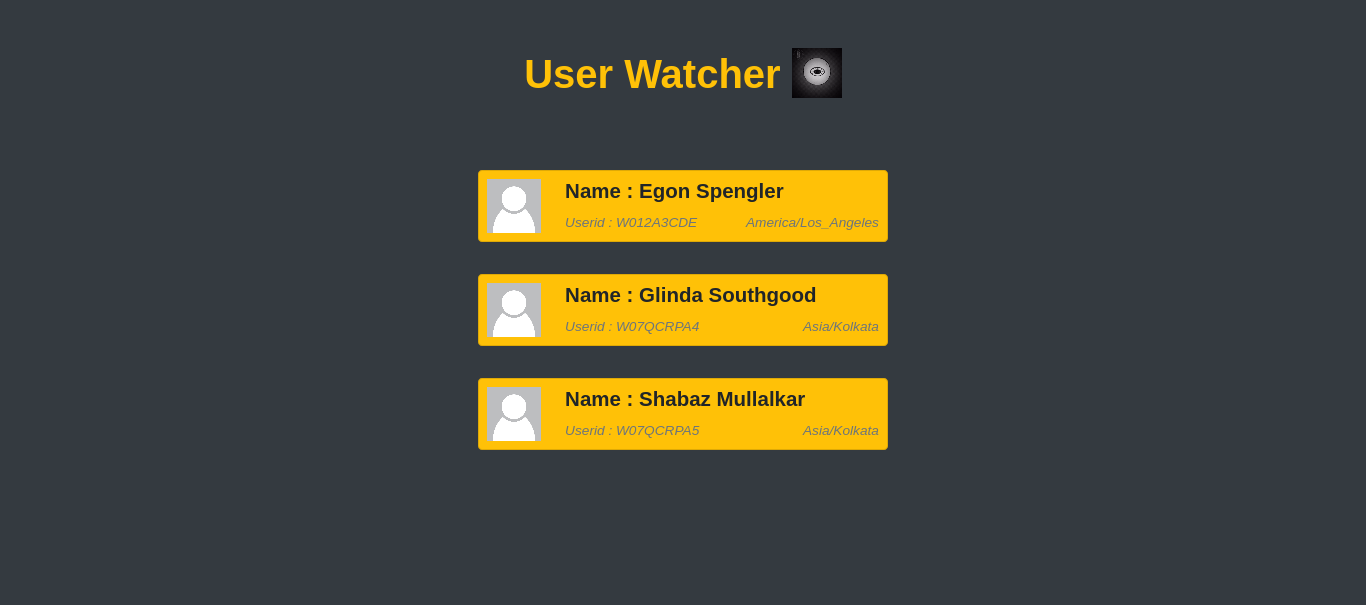 User Watcher
Name : Egon Spengler
Userid : W012A3CDE America/Los_Angeles
Name : Glinda Southgood
Userid : W07QCRPA4 Asia/Kolkata
Name : Shabaz Mullalkar
Userid : W07QCRPA5 Asia/Kolkata